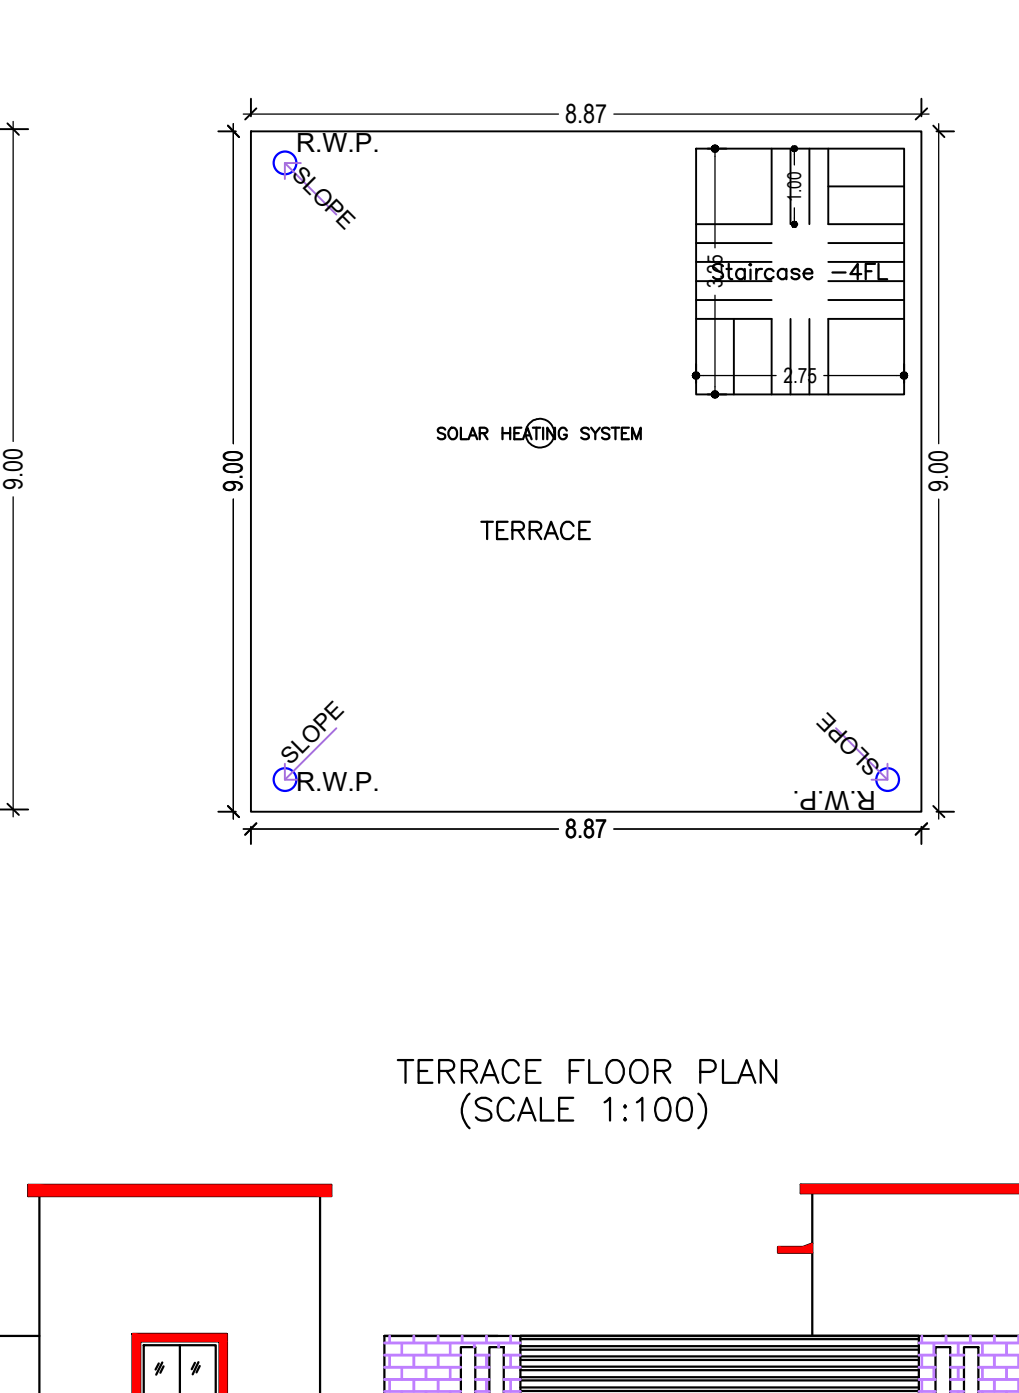 8.87
R.W.P.
SLOPE
1.00
3.25
Staircase -4FL
2.75
SOLAR HEATING SYSTEM
9.00
9.00
9.00
TERRACE
SLOPE
R.W.P.
SLOPE
R.W.P.
8.87
TERRACE FLOOR PLAN
(SCALE 1:100)